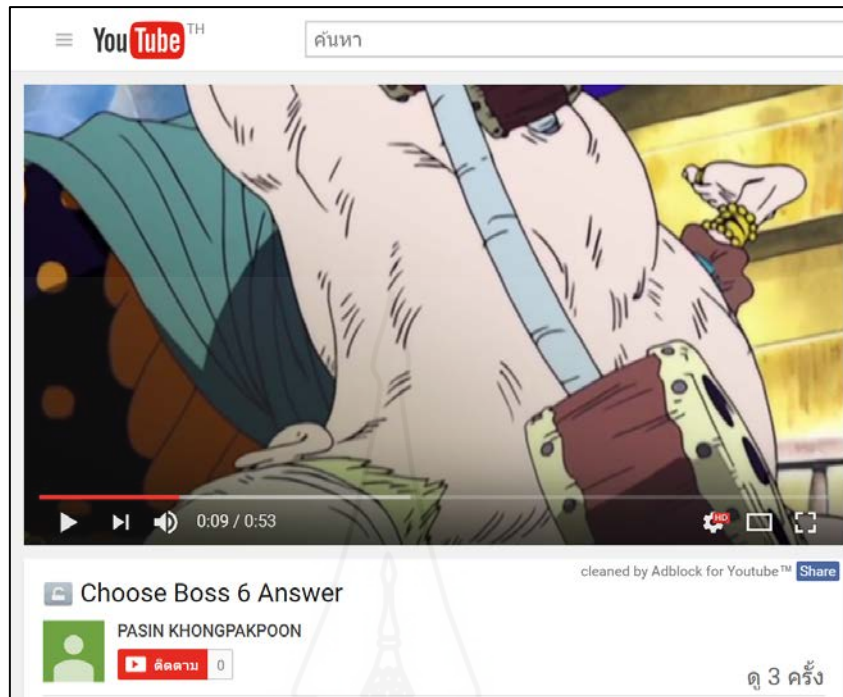 YouTube TH
ค้นหา
0:09 / 0:53
HD
cleaned by Adblock for Youtube™ Share
Choose Boss 6 Answer
PASIN KHONGPAKPOON
ติดตาม 0
ดู 3 ครั้ง